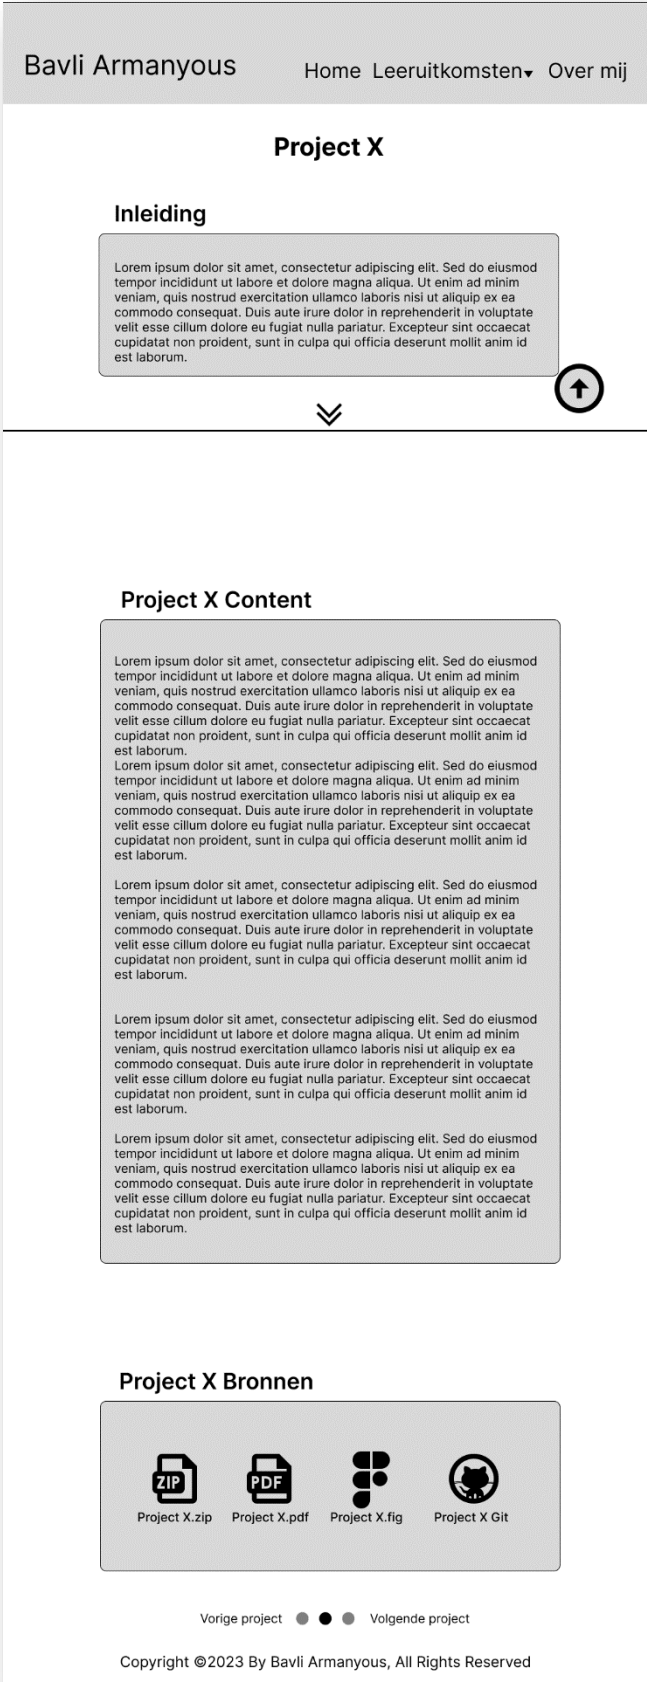 Bavli Armanyous
Home Leeruitkomsten Over mij
Project X
Inleiding
Lorem ipsum dolor sit amet, consectetur adipiscing elit. Sed do eiusmod
tempor incididunt ut labore et dolore magna aliqua. Ut enim ad minim
veniam, quis nostrud exercitation ullamco laboris nisi ut aliquip ex ea
commodo consequat. Duis aute irure dolor in reprehenderit in voluptate
velit esse cillum dolore eu fugiat nulla pariatur. Excepteur sint occaecat
cupidatat non proident, sunt in culpa qui officia deserunt mollit anim id
est laborum.
Project X Content
Lorem ipsum dolor sit amet, consectetur adipiscing elit. Sed do eiusmod
tempor incididunt ut labore et dolore magna aliqua. Ut enim ad minim
veniam, quis nostrud exercitation ullamco laboris nisi ut aliquip ex ea
commodo consequat. Duis aute irure dolor in reprehenderit in voluptate
velit esse cillum dolore eu fugiat nulla pariatur. Excepteur sint occaecat
cupidatat non proident, sunt in culpa qui officia deserunt mollit anim id
est laborum.
Lorem ipsum dolor sit amet, consectetur adipiscing elit. Sed do eiusmod
tempor incididunt ut labore et dolore magna aliqua. Ut enim ad minim
veniam, quis nostrud exercitation ullamco laboris nisi ut aliquip ex ea
commodo consequat. Duis aute irure dolor in reprehenderit in voluptate
velit esse cillum dolore eu fugiat nulla pariatur. Excepteur sint occaecat
cupidatat non proident, sunt in culpa qui officia deserunt mollit anim id
est laborum.
Lorem ipsum dolor sit amet, consectetur adipiscing elit. Sed do eiusmod
tempor incididunt ut labore et dolore magna aliqua. Ut enim ad minim
veniam, quis nostrud exercitation ullamco laboris nisi ut aliquip ex ea
commodo consequat. Duis aute irure dolor in reprehenderit in voluptate
velit esse cillum dolore eu fugiat nulla pariatur. Excepteur sint occaecat
cupidatat non proident, sunt in culpa qui officia deserunt mollit anim id
est laborum.
Lorem ipsum dolor sit amet, consectetur adipiscing elit. Sed do eiusmod
tempor incididunt ut labore et dolore magna aliqua. Ut enim ad minim
veniam, quis nostrud exercitation ullamco laboris nisi ut aliquip ex ea
commodo consequat. Duis aute irure dolor in reprehenderit in voluptate
velit esse cillum dolore eu fugiat nulla pariatur. Excepteur sint occaecat
cupidatat non proident, sunt in culpa qui officia deserunt mollit anim id
est laborum.
Lorem ipsum dolor sit amet, consectetur adipiscing elit. Sed do eiusmod
tempor incididunt ut labore et dolore magna aliqua. Ut enim ad minim
veniam, quis nostrud exercitation ullamco laboris nisi ut aliquip ex ea
commodo consequat. Duis aute irure dolor in reprehenderit in voluptate
velit esse cillum dolore eu fugiat nulla pariatur. Excepteur sint occaecat
cupidatat non proident, sunt in culpa qui officia deserunt mollit anim id
est laborum.
Project X Bronnen
ZIP PDF
Project X.zip Project X.pdf Project X.fig Project X Git
Vorige project Volgende project
Copyright ©2023 By Bavli Armanyous, All Rights Reserved